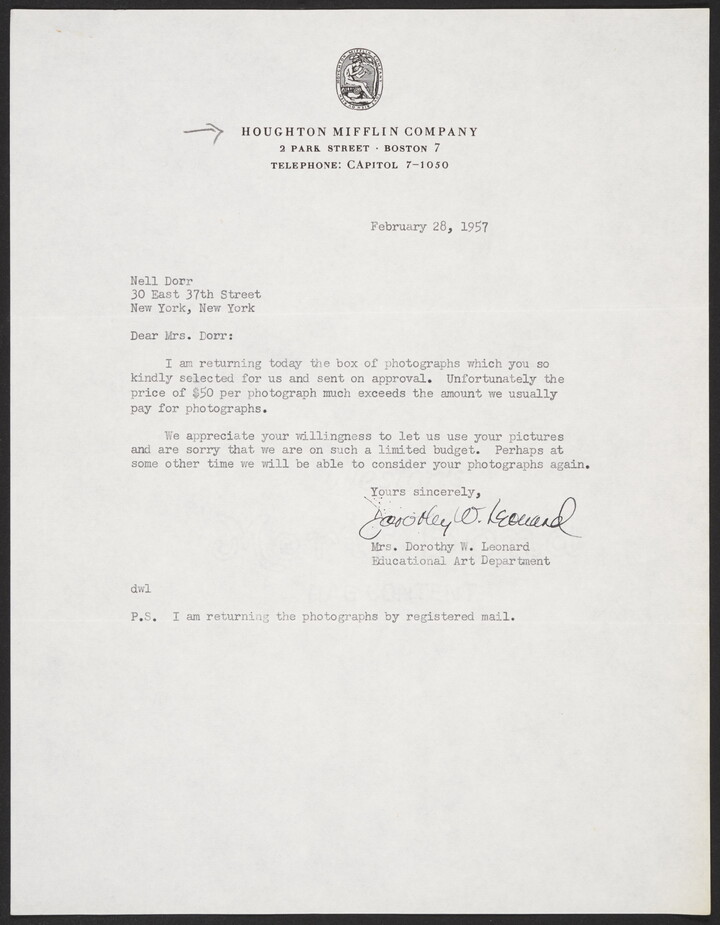 HOUGHTON MIFFLIN COMPANY
2 PARK STREET · BOSTON 7
TELEPHONE: CAPITOL 7-1050
February 28, 1957
Nell Dorr
30 East 37th Street
New York, New York
Dear Mrs. Dorr:
I am returning today the box of photographs which you so
kindly selected for us and sent on approval. Unfortunately the
price of $50 per photograph much exceeds the amount we usually
pay for photographs.
We appreciate your willingness to let us use your pictures
and are sorry that we are on such a limited budget. Perhaps at
some other time we will be able to consider your photographs again.
Yours sincerely,
Dorothy W. Leonard
Mrs. Dorothy W. Leonard
Educational Art Department
dwl
P.S. I am returning the photographs by registered mail.